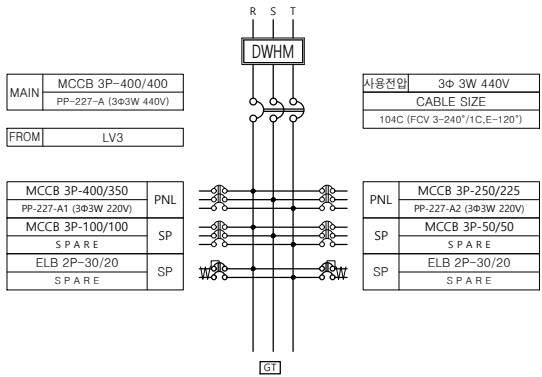 R S T
DWHM
MAIN MCCB 3P-400/400
PP-227-A (3Φ3W 440V)
FROM LV3
사용전압 3Φ 3W 440V
CABLE SIZE
104C (FCV 3-240°/1C,E-120°)
MCCB 3P-400/350 PNL
PP-227-A1 (3Φ3W 220V)
MCCB 3P-100/100 SP
SPARE
ELB 2P-30/20 SP
SPARE
PNL MCCB 3P-250/225
PP-227-A2 (3Φ3W 220V)
SP MCCB 3P-50/50
SPARE
SP ELB 2P-30/20
SPARE
GT